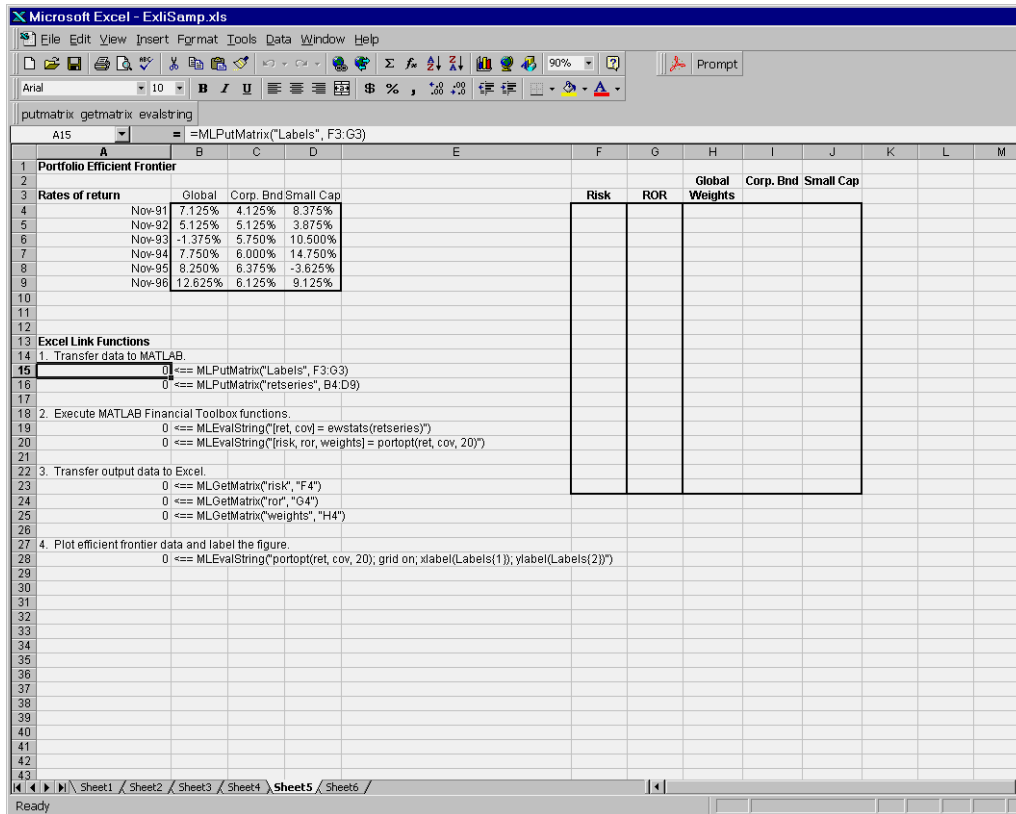 Microsoft Excel - ExliSamp.xls
File Edit View Insert Format Tools Data Window Help
90% Prompt
Arial 10 B I U $ % ,
putmatrix getmatrix evalstring
A15 = =MLPutMatrix("Labels", F3:G3)
A B C D E F G H I J K L M
1 Portfolio Efficient Frontier
2 Global Corp. Bnd Small Cap
3 Rates of return Global Corp. Bnd Small Cap Risk ROR Weights
4 Nov-91 7.125% 4.125% 8.375%
5 Nov-92 5.125% 5.125% 3.875%
6 Nov-93 -1.375% 5.750% 10.500%
7 Nov-94 7.750% 6.000% 14.750%
8 Nov-95 8.250% 6.375% -3.625%
9 Nov-96 12.625% 6.125% 9.125%
10
11
12
13 Excel Link Functions
14 1. Transfer data to MATLAB.
15 0 <== MLPutMatrix("Labels", F3:G3)
16 0 <== MLPutMatrix("retseries", B4:D9)
17
18 2. Execute MATLAB Financial Toolbox functions.
19 0 <== MLEvalString("[ret, cov] = ewstats(retseries)")
20 0 <== MLEvalString("[risk, ror, weights] = portopt(ret, cov, 20)")
21
22 3. Transfer output data to Excel.
23 0 <== MLGetMatrix("risk", "F4")
24 0 <== MLGetMatrix("ror", "G4")
25 0 <== MLGetMatrix("weights", "H4")
26
27 4. Plot efficient frontier data and label the figure.
28 0 <== MLEvalString("portopt(ret, cov, 20); grid on; xlabel(Labels{1}); ylabel(Labels{2})")
29
30
31
32
33
34
35
36
37
38
39
40
41
42
43
Sheet1 Sheet2 Sheet3 Sheet4 Sheet5 Sheet6
Ready